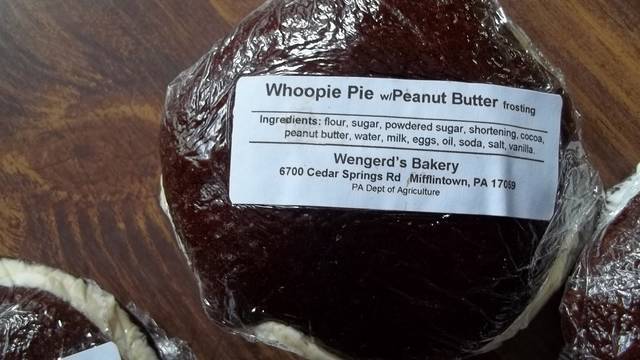 Whoopie Pie w/Peanut Butter frosting
Ingredients: flour, sugar, powdered sugar, shortening, cocoa,
peanut butter, water, milk, eggs, oil, soda, salt, vanilla.
Wengerd's Bakery
6700 Cedar Springs Rd Mifflintown, PA 17059
PA Dept of Agriculture